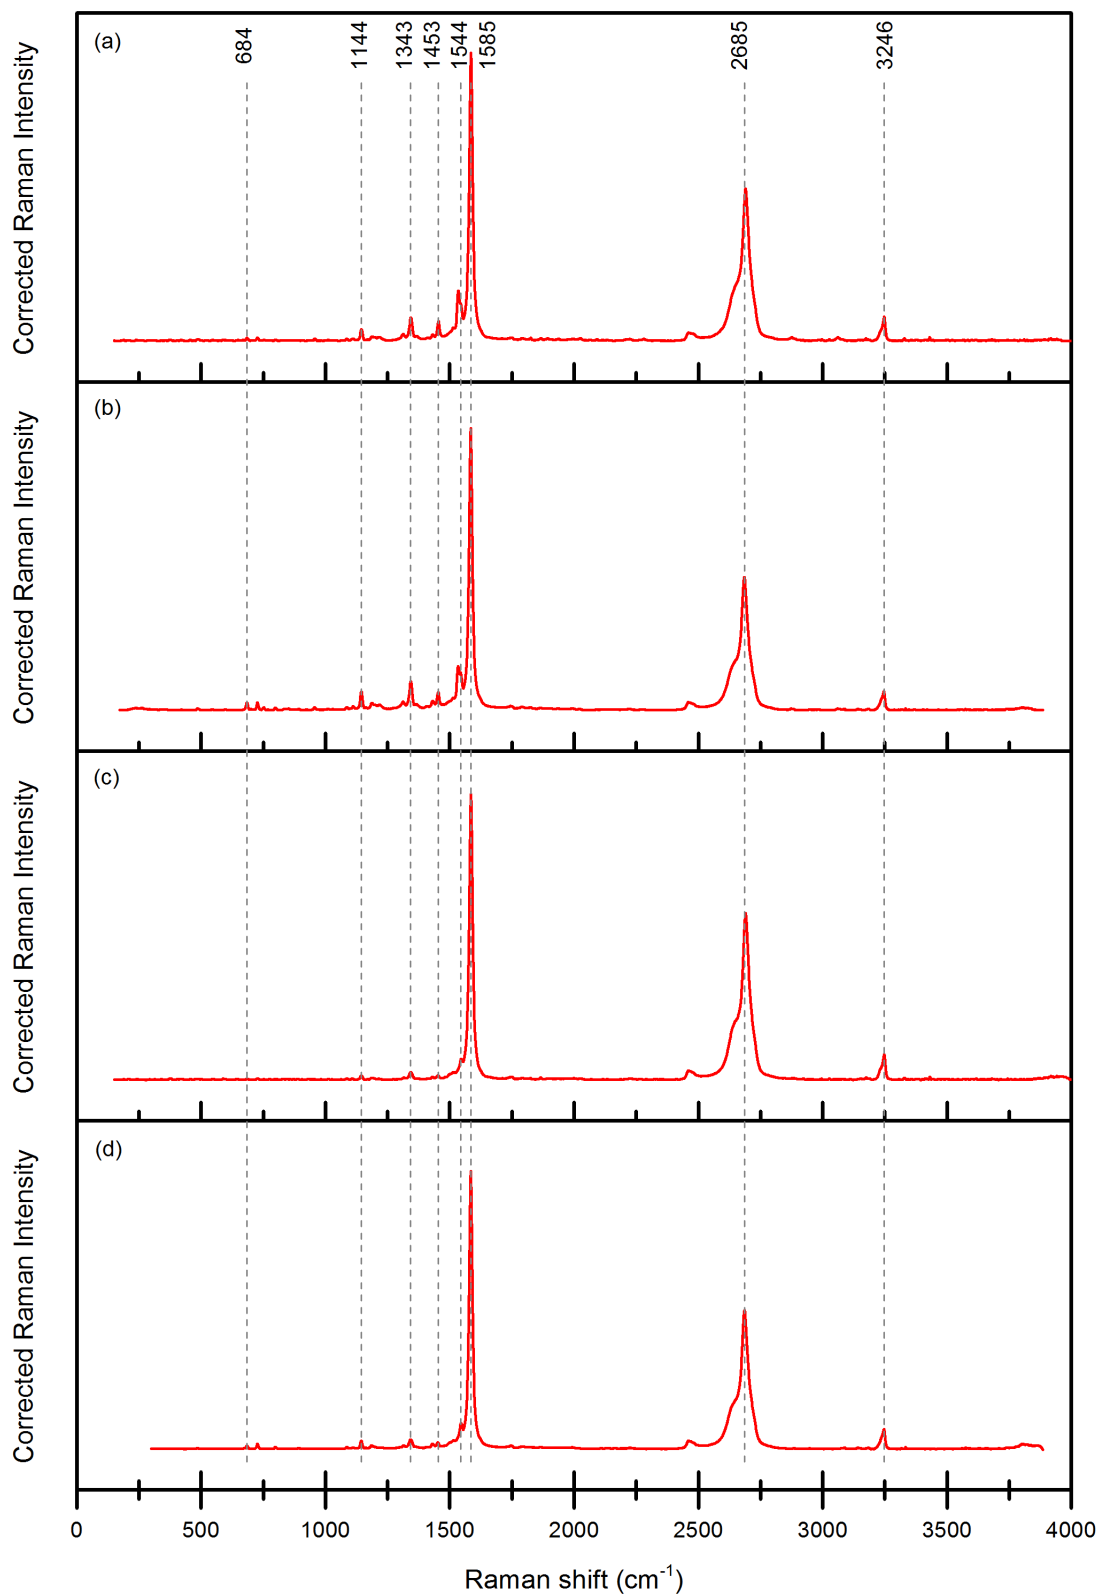 (a)
684
1144
1343
1453
1544
1585
2685
3246
Corrected Raman Intensity
(b)
Corrected Raman Intensity
(c)
Corrected Raman Intensity
(d)
Corrected Raman Intensity
0 500 1000 1500 2000 2500 3000 3500 4000
Raman shift (cm⁻¹)